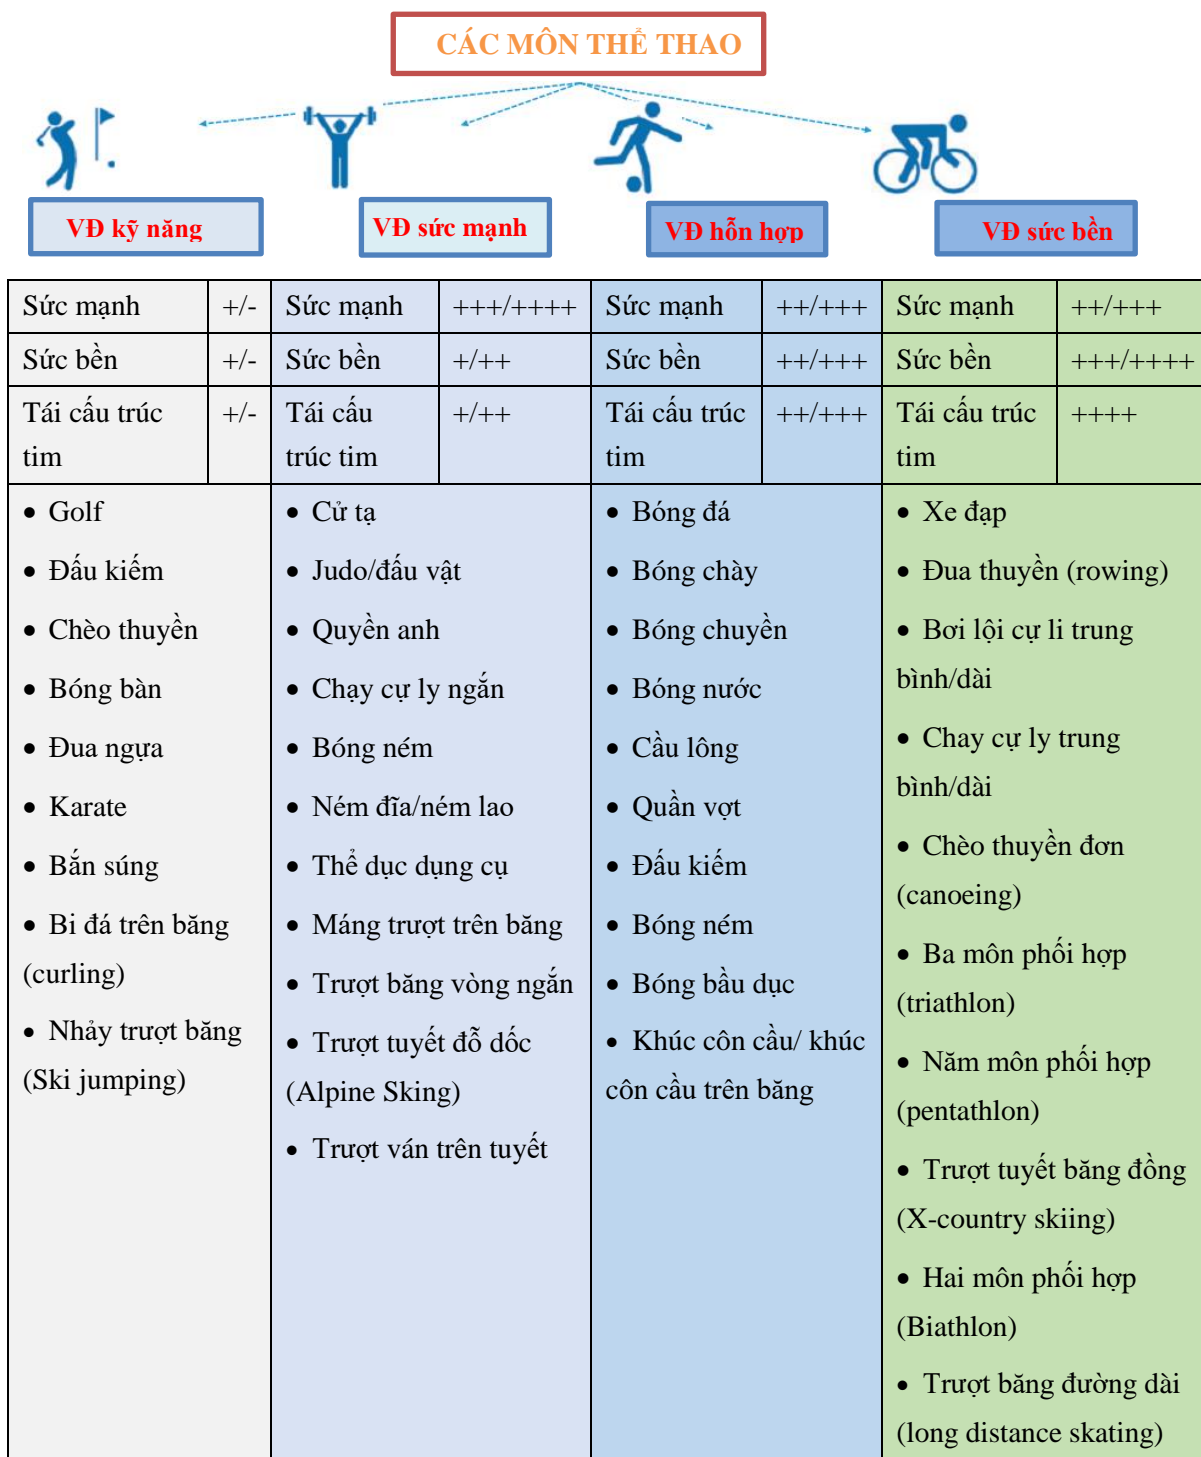 CÁC MÔN THỂ THAO
VĐ kỹ năng
VĐ sức mạnh
VĐ hỗn hợp
VĐ sức bền
Sức mạnh +/- Sức mạnh +++/++++ Sức mạnh ++/+++ Sức mạnh ++/+++
Sức bền +/- Sức bền +/++ Sức bền ++/+++ Sức bền +++/++++
Tái cấu trúc
tim
+/-
Tái cấu
trúc tim
+/++
Tái cấu trúc
tim
++/+++
Tái cấu trúc
tim
++++
• Golf
• Đấu kiếm
• Chèo thuyền
• Bóng bàn
• Đua ngựa
• Karate
• Bắn súng
• Bi đá trên băng
(curling)
• Nhảy trượt băng
(Ski jumping)
• Cử tạ
• Judo/đấu vật
• Quyền anh
• Chạy cự ly ngắn
• Bóng ném
• Ném đĩa/ném lao
• Thể dục dụng cụ
• Máng trượt trên băng
• Trượt băng vòng ngắn
• Trượt tuyết đỗ dốc
(Alpine Sking)
• Trượt ván trên tuyết
• Bóng đá
• Bóng chày
• Bóng chuyền
• Bóng nước
• Cầu lông
• Quần vợt
• Đấu kiếm
• Bóng ném
• Bóng bầu dục
• Khúc côn cầu/ khúc
côn cầu trên băng
• Xe đạp
• Đua thuyền (rowing)
• Bơi lội cự li trung
bình/dài
• Chay cự ly trung
bình/dài
• Chèo thuyền đơn
(canoeing)
• Ba môn phối hợp
(triathlon)
• Năm môn phối hợp
(pentathlon)
• Trượt tuyết băng đồng
(X-country skiing)
• Hai môn phối hợp
(Biathlon)
• Trượt băng đường dài
(long distance skating)